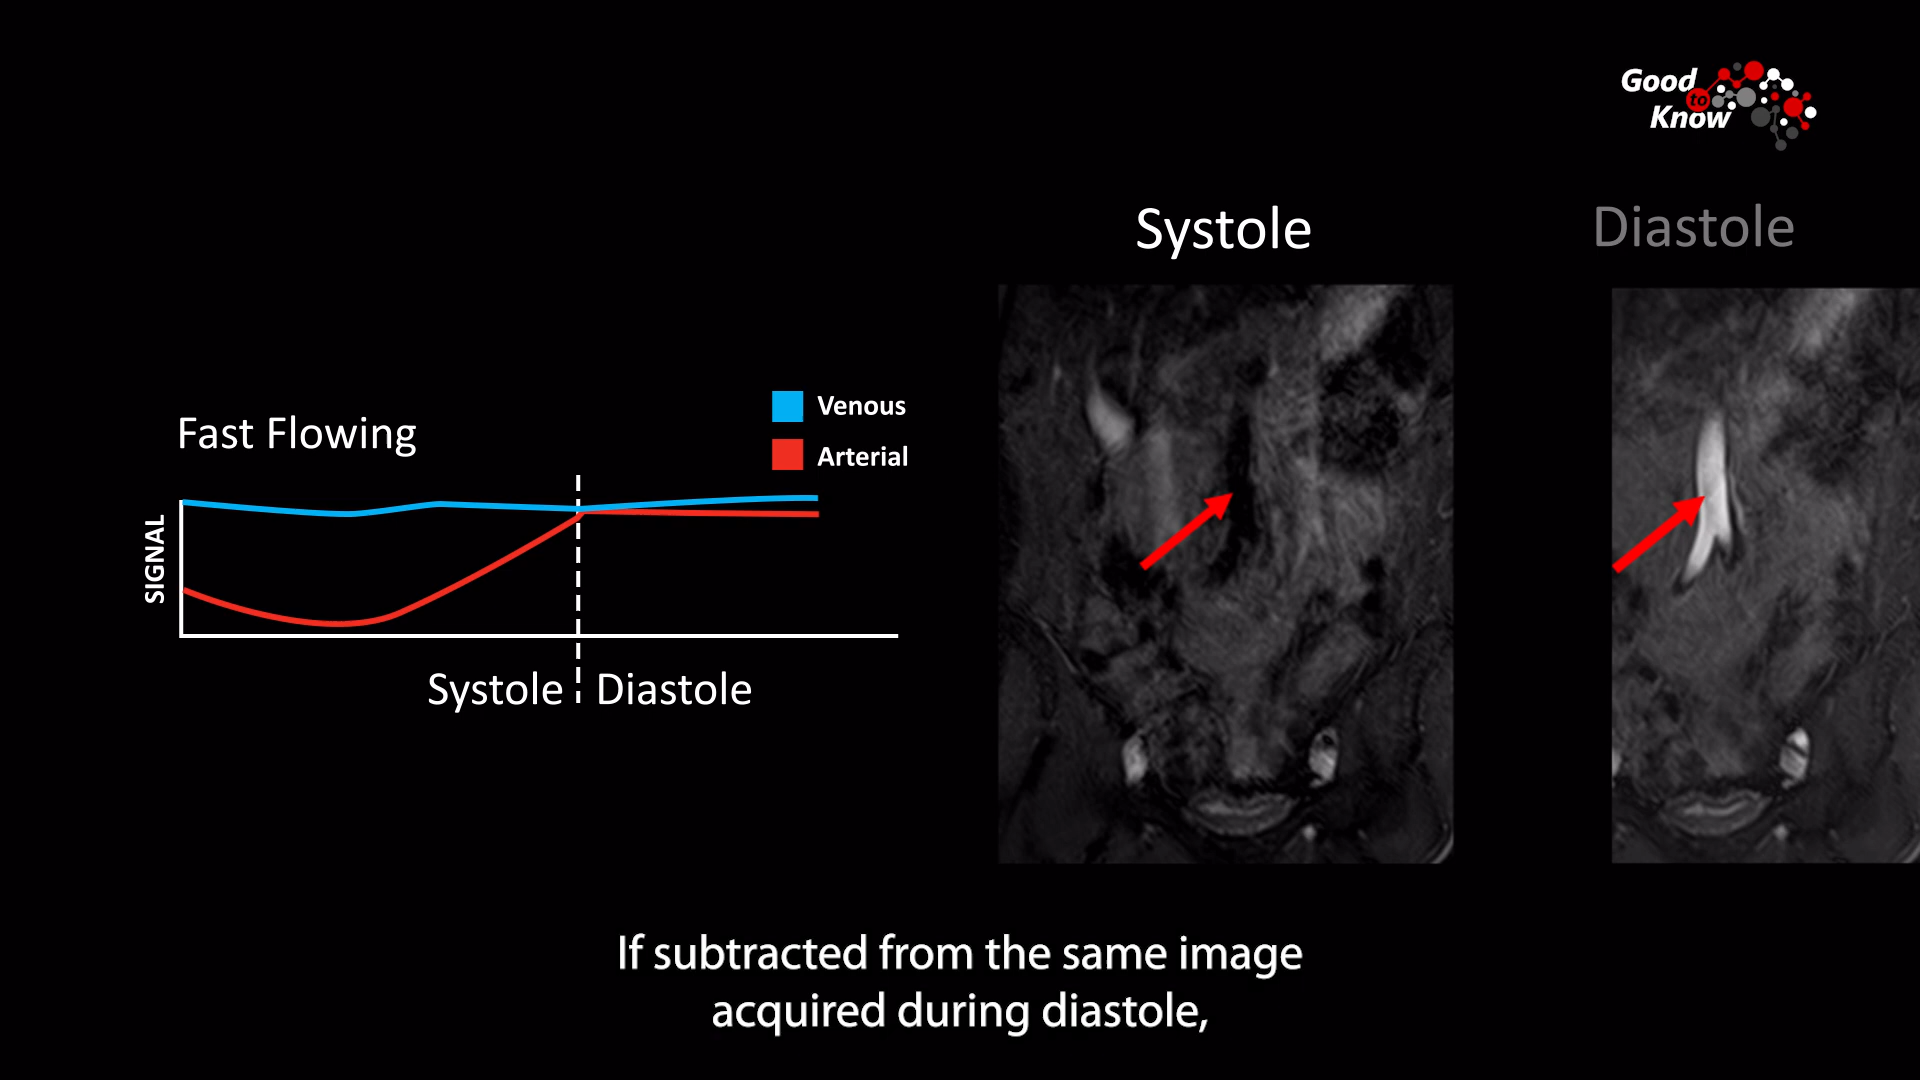 Good
to
Know
Systole
Diastole
Fast Flowing
Venous
Arterial
SIGNAL
Systole
Diastole
If subtracted from the same image
acquired during diastole,